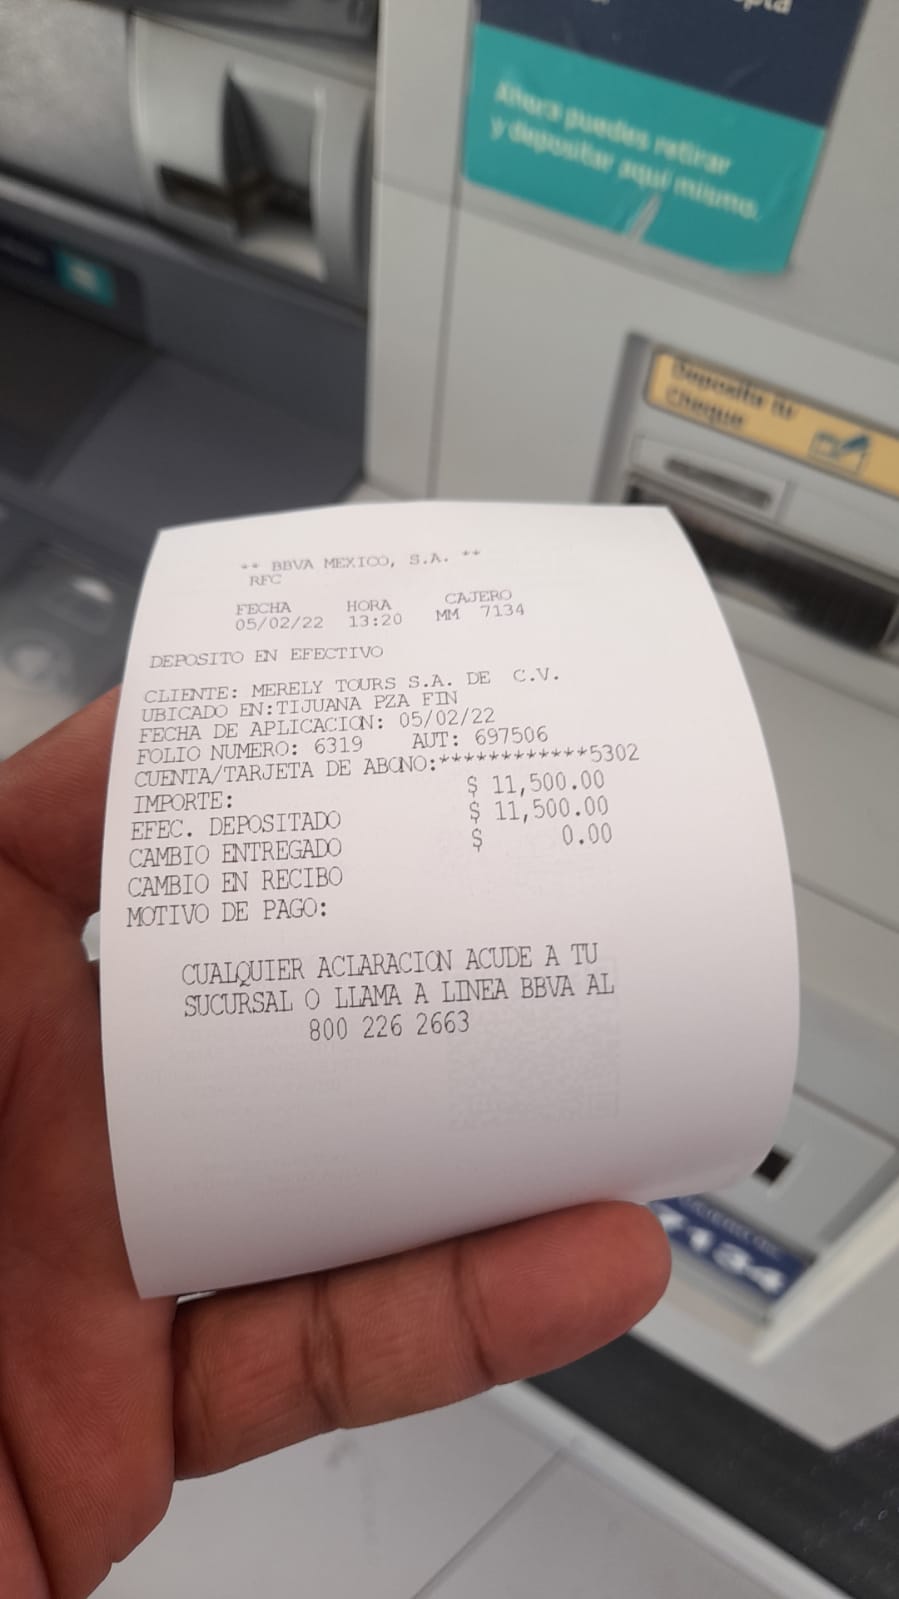 Ahora puedes retirar
y depositar aquí mismo.
Deposita tu
Cheque
** BBVA MEXICO, S.A. **
RFC
FECHA HORA CAJERO
05/02/22 13:20 MM 7134
DEPOSITO EN EFECTIVO
CLIENTE: MERELY TOURS S.A. DE C.V.
UBICADO EN:TIJUANA PZA FIN
FECHA DE APLICACION: 05/02/22
FOLIO NUMERO: 6319 AUT: 697506
CUENTA/TARJETA DE ABONO:************5302
IMPORTE: $ 11,500.00
EFEC. DEPOSITADO $ 11,500.00
CAMBIO ENTREGADO $ 0.00
CAMBIO EN RECIBO
MOTIVO DE PAGO:
CUALQUIER ACLARACION ACUDE A TU
SUCURSAL O LLAMA A LINEA BBVA AL
800 226 2663
7134